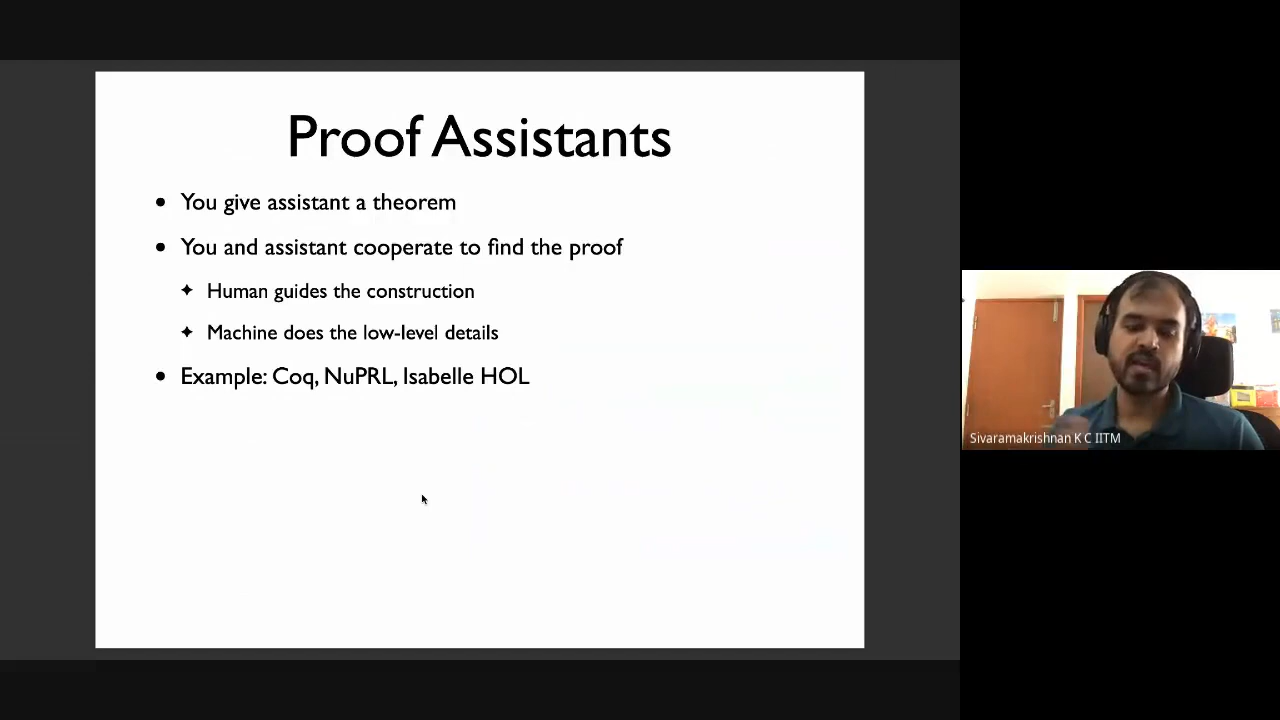 Proof Assistants
• You give assistant a theorem
• You and assistant cooperate to find the proof
✦ Human guides the construction
✦ Machine does the low-level details
• Example: Coq, NuPRL, Isabelle HOL
Sivaramakrishnan K C IITM